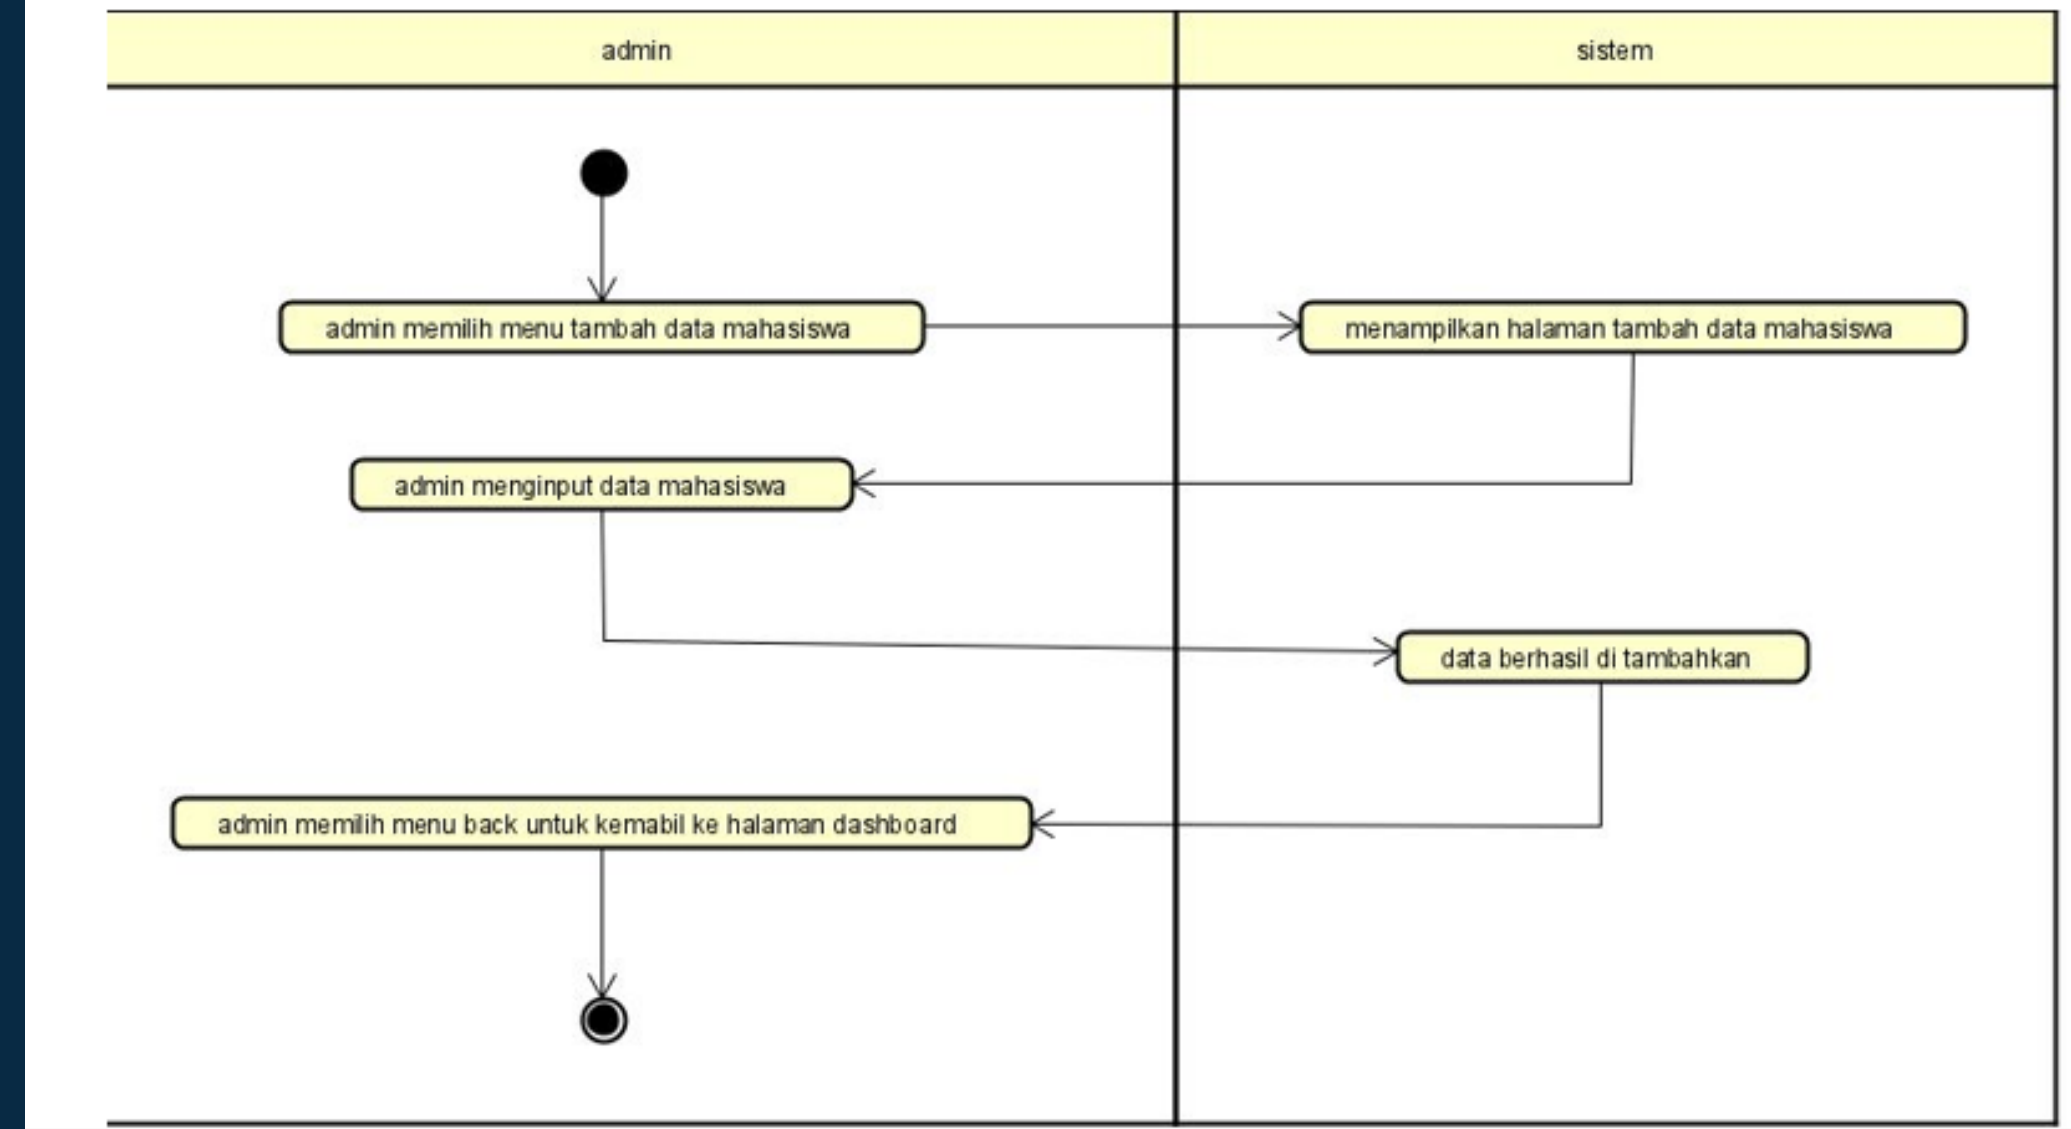 admin
sistem
admin memilih menu tambah data mahasiswa
menampilkan halaman tambah data mahasiswa
admin menginput data mahasiswa
data berhasil di tambahkan
admin memilih menu back untuk kemabil ke halaman dashboard